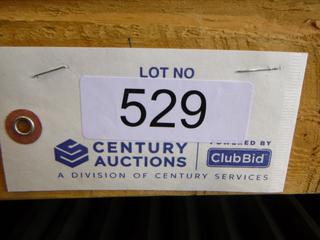 LOT NO
529
POWERED BY
CENTURY
AUCTIONS
ClubBid
A DIVISION OF CENTURY SERVICES